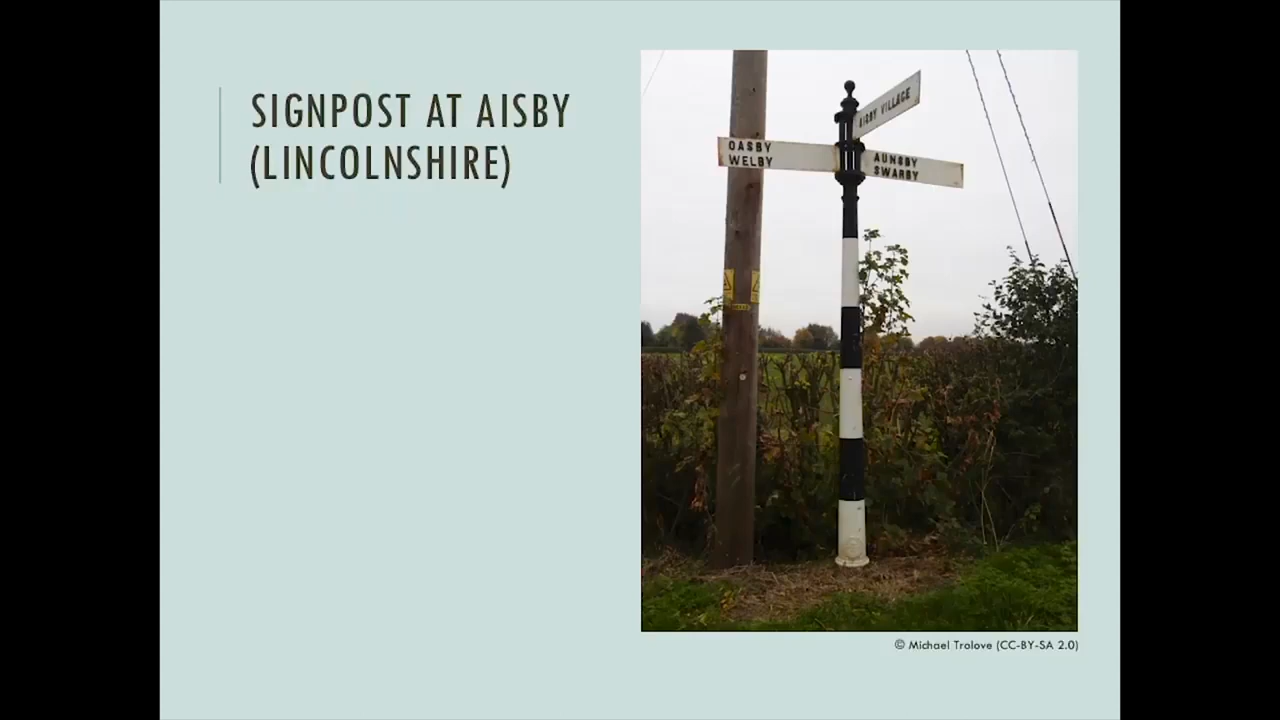 SIGNPOST AT AISBY
(LINCOLNSHIRE)
AISBY VILLAGE
OASBY
WELBY
AUNSBY
SWARBY
© Michael Trolove (CC-BY-SA 2.0)